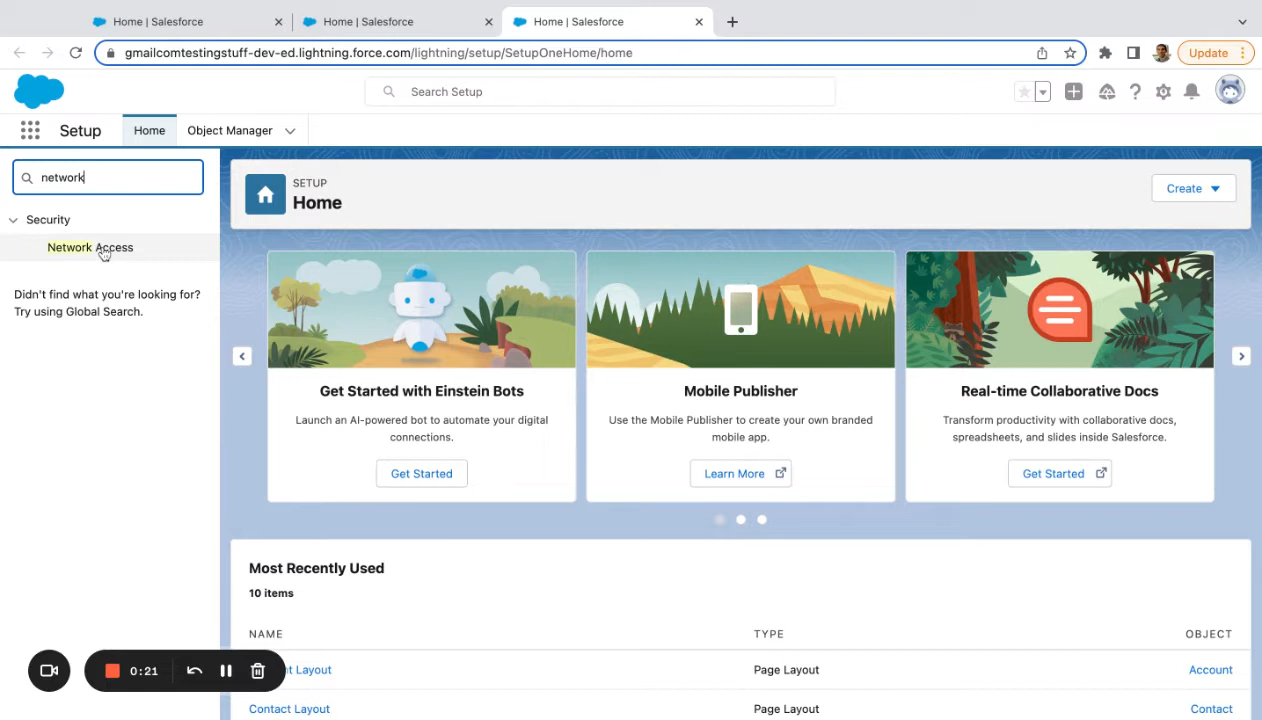 Home | Salesforce
Home | Salesforce
Home | Salesforce
gmailcomtestingstuff-dev-ed.lightning.force.com/lightning/setup/SetupOneHome/home
Update
Search Setup
Setup
Home
Object Manager
network
Security
Network Access
Didn't find what you're looking for?
Try using Global Search.
SETUP
Home
Create
Get Started with Einstein Bots
Launch an AI-powered bot to automate your digital
connections.
Get Started
Mobile Publisher
Use the Mobile Publisher to create your own branded
mobile app.
Learn More
Real-time Collaborative Docs
Transform productivity with collaborative docs,
spreadsheets, and slides inside Salesforce.
Get Started
Most Recently Used
10 items
NAME TYPE OBJECT
Layout Page Layout Account
Contact Layout Page Layout Contact
0:21